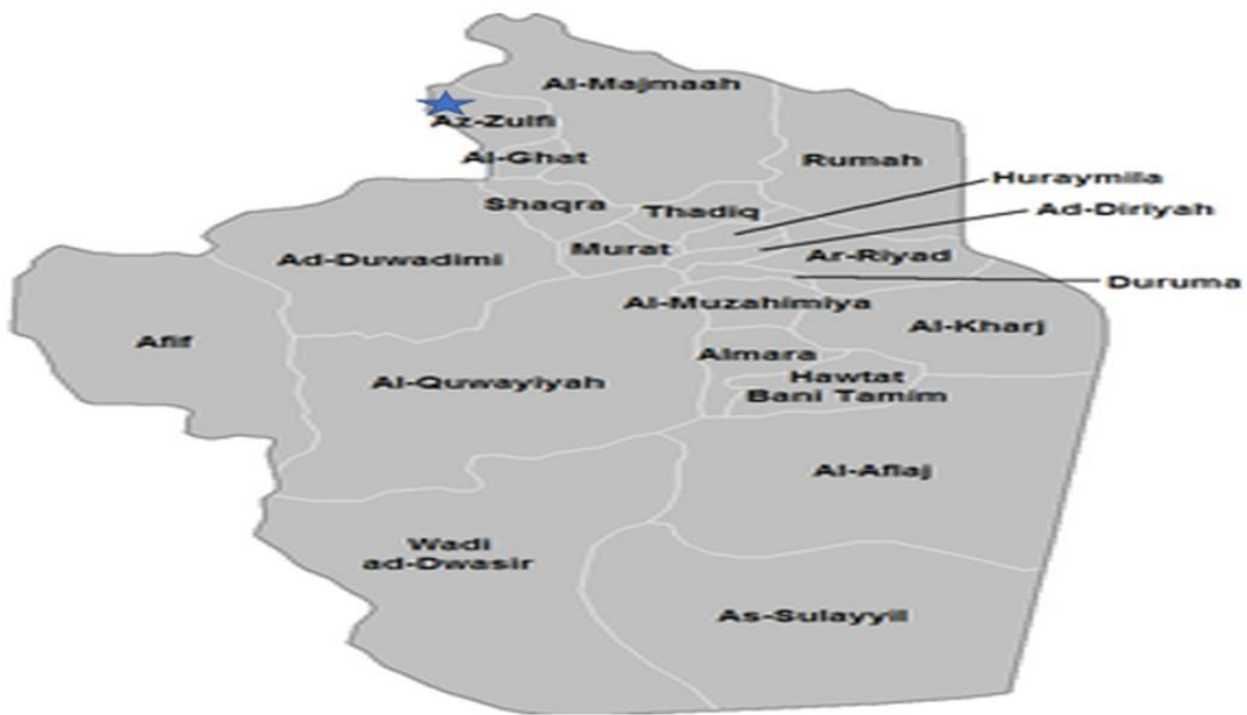 Al-Majmaah
Az-Zulfi
Al-Ghat
Rumah
Huraymila
Shaqra
Thadiq
Ad-Diriyah
Murat
Ad-Duwadimi
Ar-Riyad
Duruma
Al-Muzahimiya
Al-Kharj
Afif
Almara
Al-Quwayiyah
Hawtat
Bani Tamim
Al-Aflaj
Wadi
ad-Dwasir
As-Sulayyil